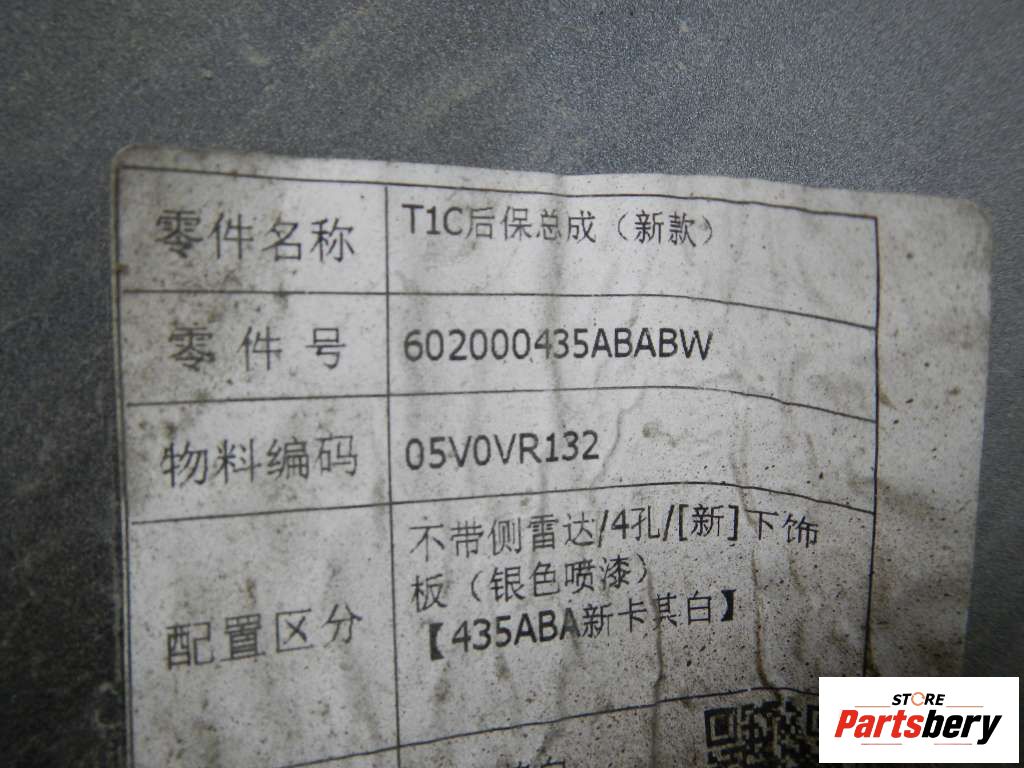 零件名称
T1C后保总成（新款）
零件号
602000435ABABW
物料编码
05V0VR132
配置区分
不带侧雷达/4孔/[新]下饰
板（银色喷漆）
【435ABA新卡其白】
STORE
Partsbery